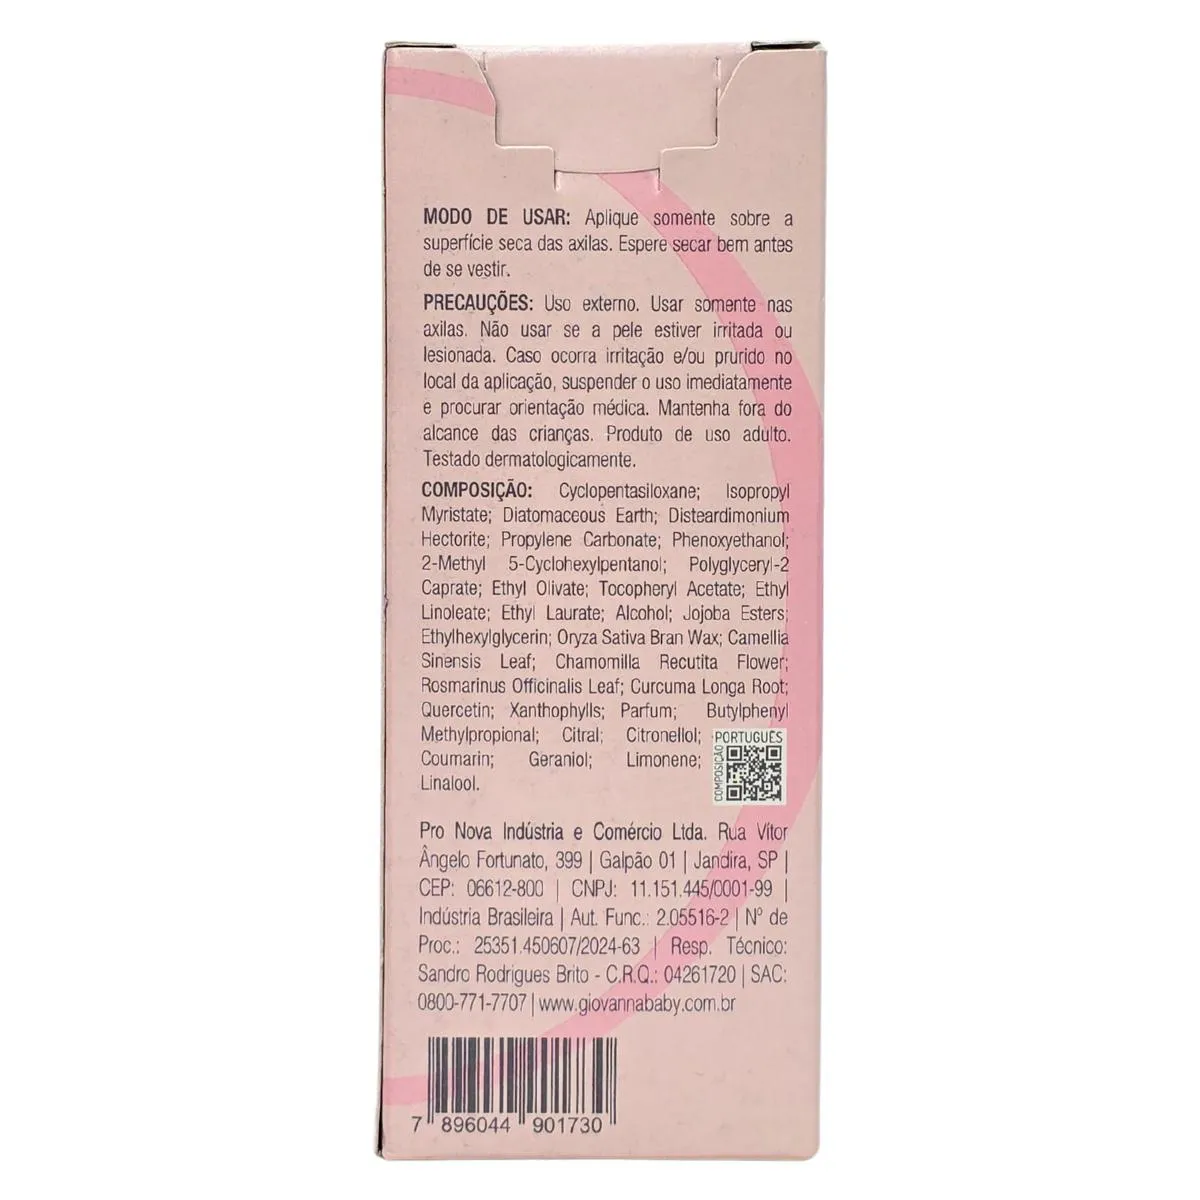 MODO DE USAR: Aplique somente sobre a
superfície seca das axilas. Espere secar bem antes
de se vestir.
PRECAUÇÕES: Uso externo. Usar somente nas
axilas. Não usar se a pele estiver irritada ou
lesionada. Caso ocorra irritação e/ou prurido no
local da aplicação, suspender o uso imediatamente
e procurar orientação médica. Mantenha fora do
alcance das crianças. Produto de uso adulto.
Testado dermatologicamente.
COMPOSIÇÃO: Cyclopentasiloxane; Isopropyl
Myristate; Diatomaceous Earth; Disteardimonium
Hectorite; Propylene Carbonate; Phenoxyethanol;
2-Methyl 5-Cyclohexylpentanol; Polyglyceryl-2
Caprate; Ethyl Olivate; Tocopheryl Acetate; Ethyl
Linoleate; Ethyl Laurate; Alcohol; Jojoba Esters;
Ethylhexylglycerin; Oryza Sativa Bran Wax; Camellia
Sinensis Leaf; Chamomilla Recutita Flower;
Rosmarinus Officinalis Leaf; Curcuma Longa Root;
Quercetin; Xanthophylls; Parfum; Butylphenyl
Methylpropional; Citral; Citronellol;
Coumarin; Geraniol; Limonene;
Linalool.
PORTUGUÊS
COMPOSIÇÃO
Pro Nova Indústria e Comércio Ltda. Rua Vítor
Ângelo Fortunato, 399 | Galpão 01 | Jandira, SP |
CEP: 06612-800 | CNPJ: 11.151.445/0001-99 |
Indústria Brasileira | Aut. Func.: 2.05516-2 | Nº de
Proc.: 25351.450607/2024-63 | Resp. Técnico:
Sandro Rodrigues Brito - C.R.Q.: 04261720 | SAC:
0800-771-7707 | www.giovannababy.com.br
7 896044 901730